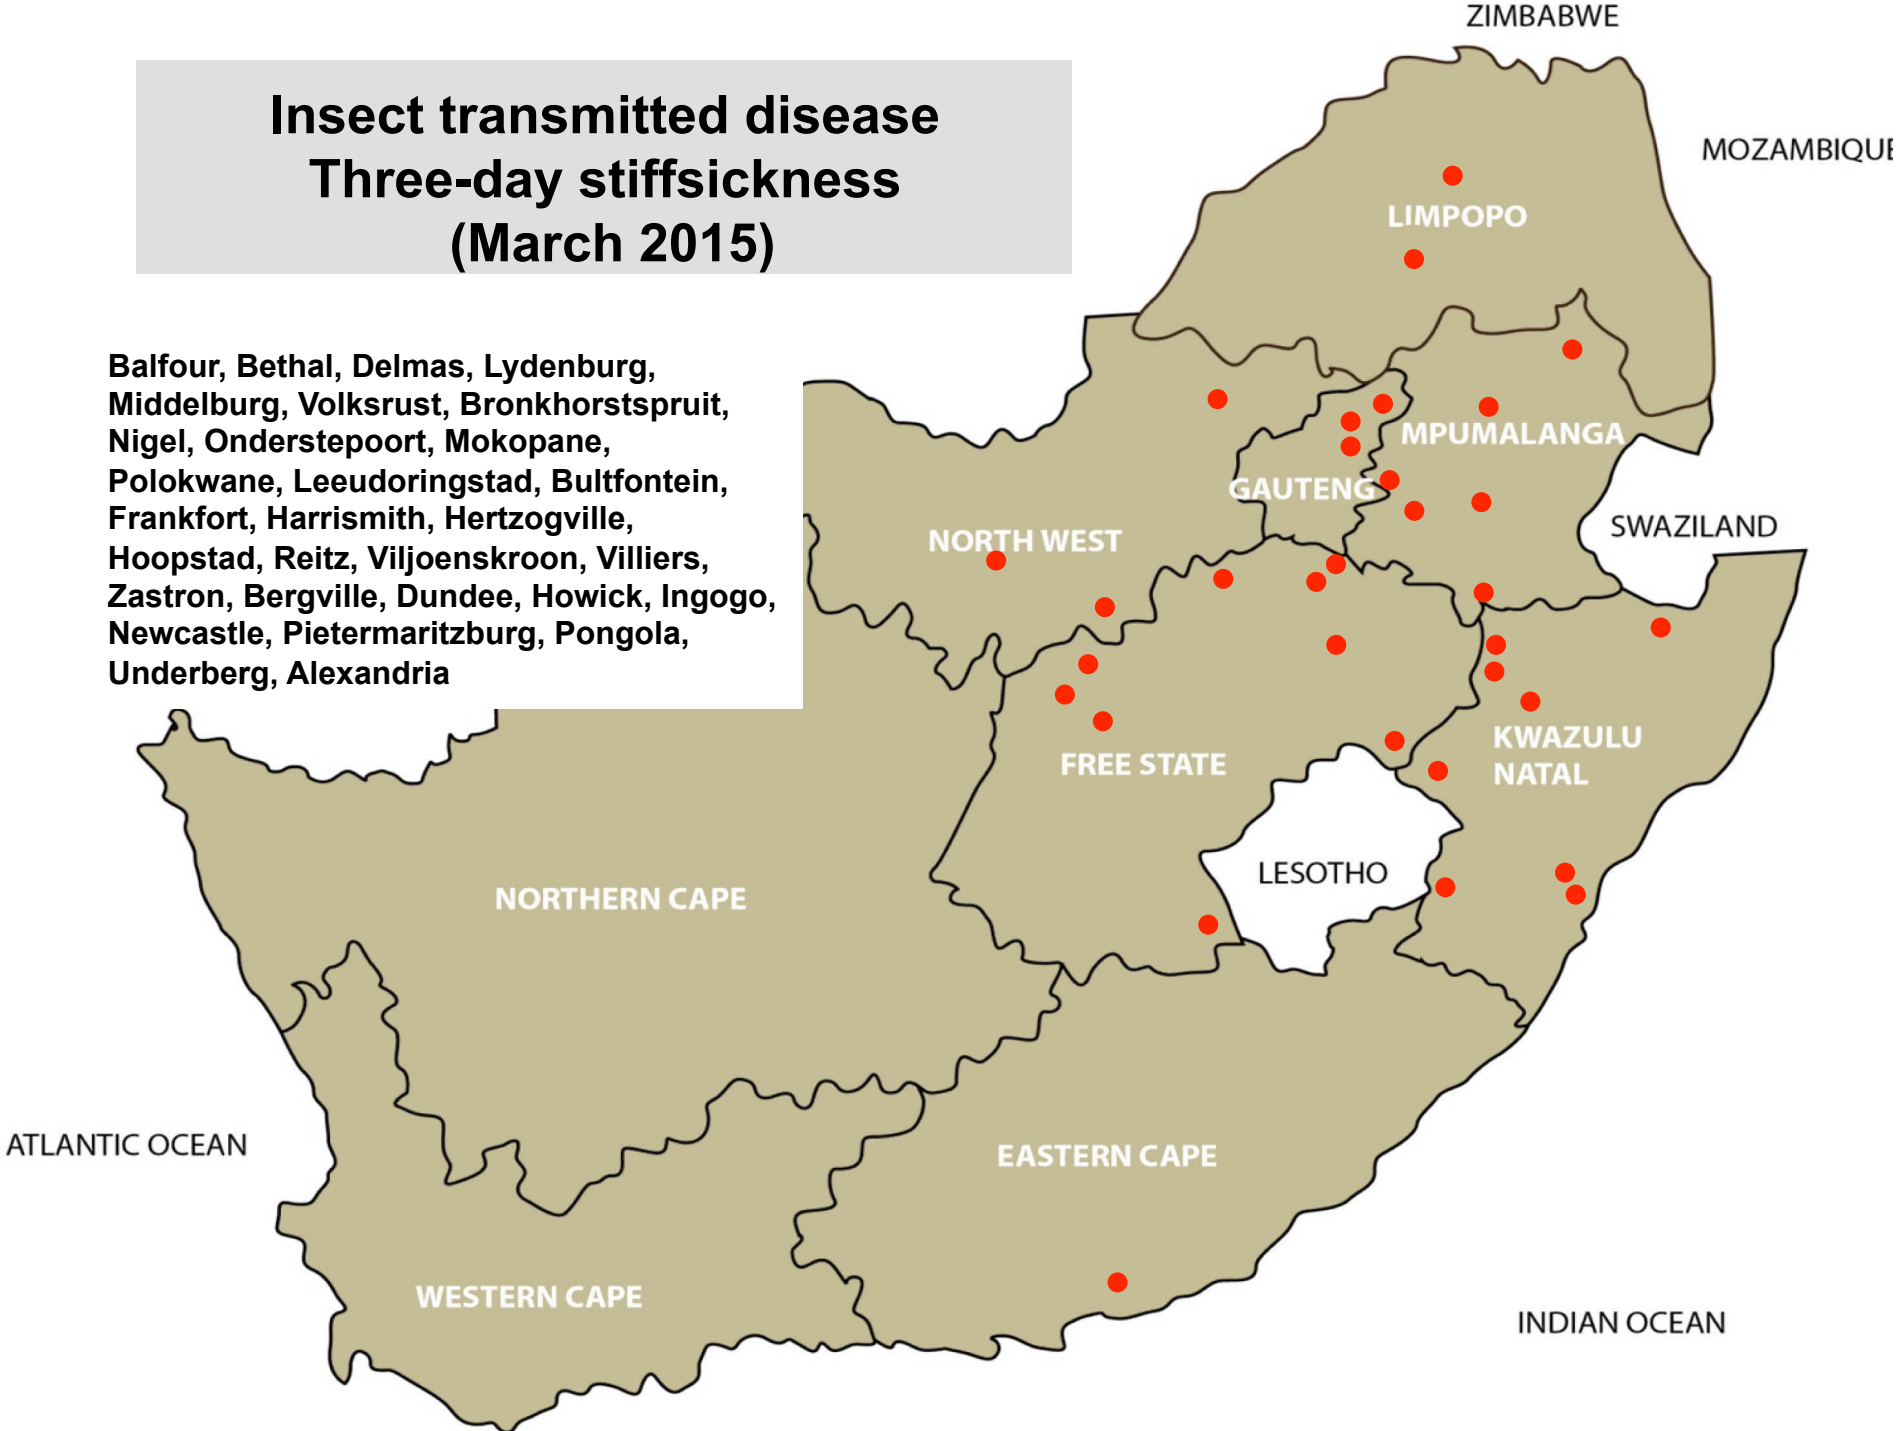 ZIMBABWE
Insect transmitted disease
Three-day stiffsickness
(March 2015)
MOZAMBIQUE
LIMPOPO
Balfour, Bethal, Delmas, Lydenburg,
Middelburg, Volksrust, Bronkhorstspruit,
Nigel, Onderstepoort, Mokopane,
Polokwane, Leeudoringstad, Bultfontein,
Frankfort, Harrismith, Hertzogville,
Hoopstad, Reitz, Viljoenskroon, Villiers,
Zastron, Bergville, Dundee, Howick, Ingogo,
Newcastle, Pietermaritzburg, Pongola,
Underberg, Alexandria
MPUMALANGA
GAUTENG
NORTH WEST
SWAZILAND
FREE STATE
KWAZULU
NATAL
LESOTHO
NORTHERN CAPE
ATLANTIC OCEAN
EASTERN CAPE
WESTERN CAPE
INDIAN OCEAN